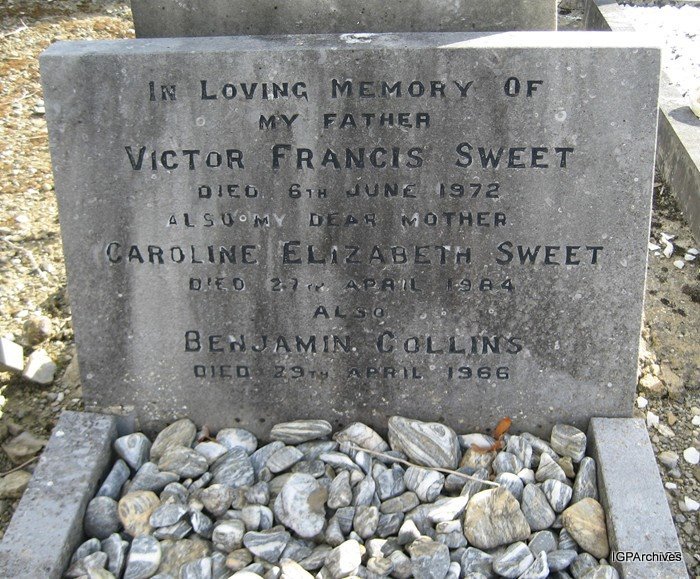 In Loving Memory Of
MY FATHER
Victor Francis Sweet
DIED 6TH JUNE 1972
ALSO MY DEAR MOTHER
Caroline Elizabeth Sweet
DIED 27TH APRIL 1984
ALSO
Benjamin Collins
DIED 29TH APRIL 1966
IGPArchives